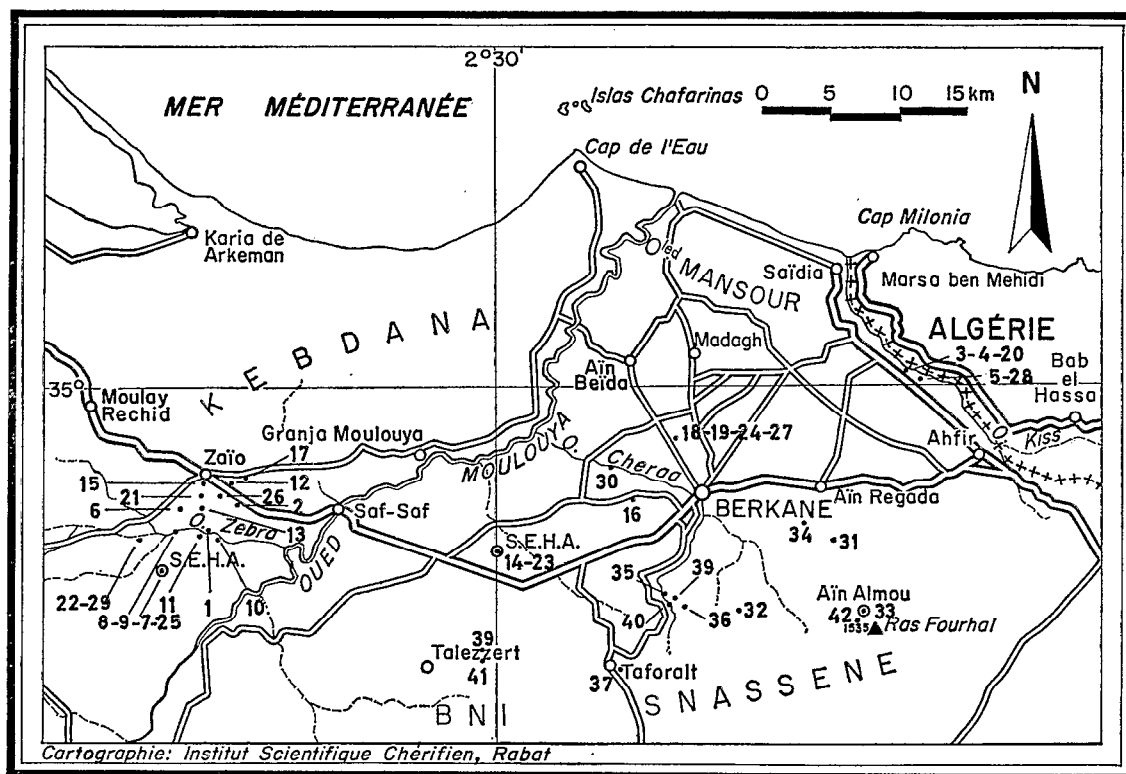 2°30'
MER MÉDITERRANÉE
Islas Chafarinas
0 5 10 15 km
N
Cap de l'Eau
Karia de
Arkeman
Cap Milonia
Oued
MANSOUR
Saïdia
Marsa ben Mehidi
KEBDANA
ALGÉRIE
Madagh
3-4-20
Aïn
Beïda
5-28
Bab
el
Hassa
35
Moulay
Rechid
Granja Moulouya
MOULOUYA
18-19-24-27
O.
Kiss
Ahfir
Zaïo
17
O.
Cheraa
15
12
30
21
26
6
2
Saf-Saf
16
BERKANE
Aïn Regada
O.
Zebra
13
OUED
S.E.H.A.
14-23
34
31
S.E.H.A.
35
39
22-29
8-9-7-25
11
1
10
40
36
32
Aïn Almou
42
33
1535
Ras Fourhal
39
Talezzert
41
37
Taforalt
BNI
SNASSENE
Cartographie: Institut Scientifique Chérifien, Rabat